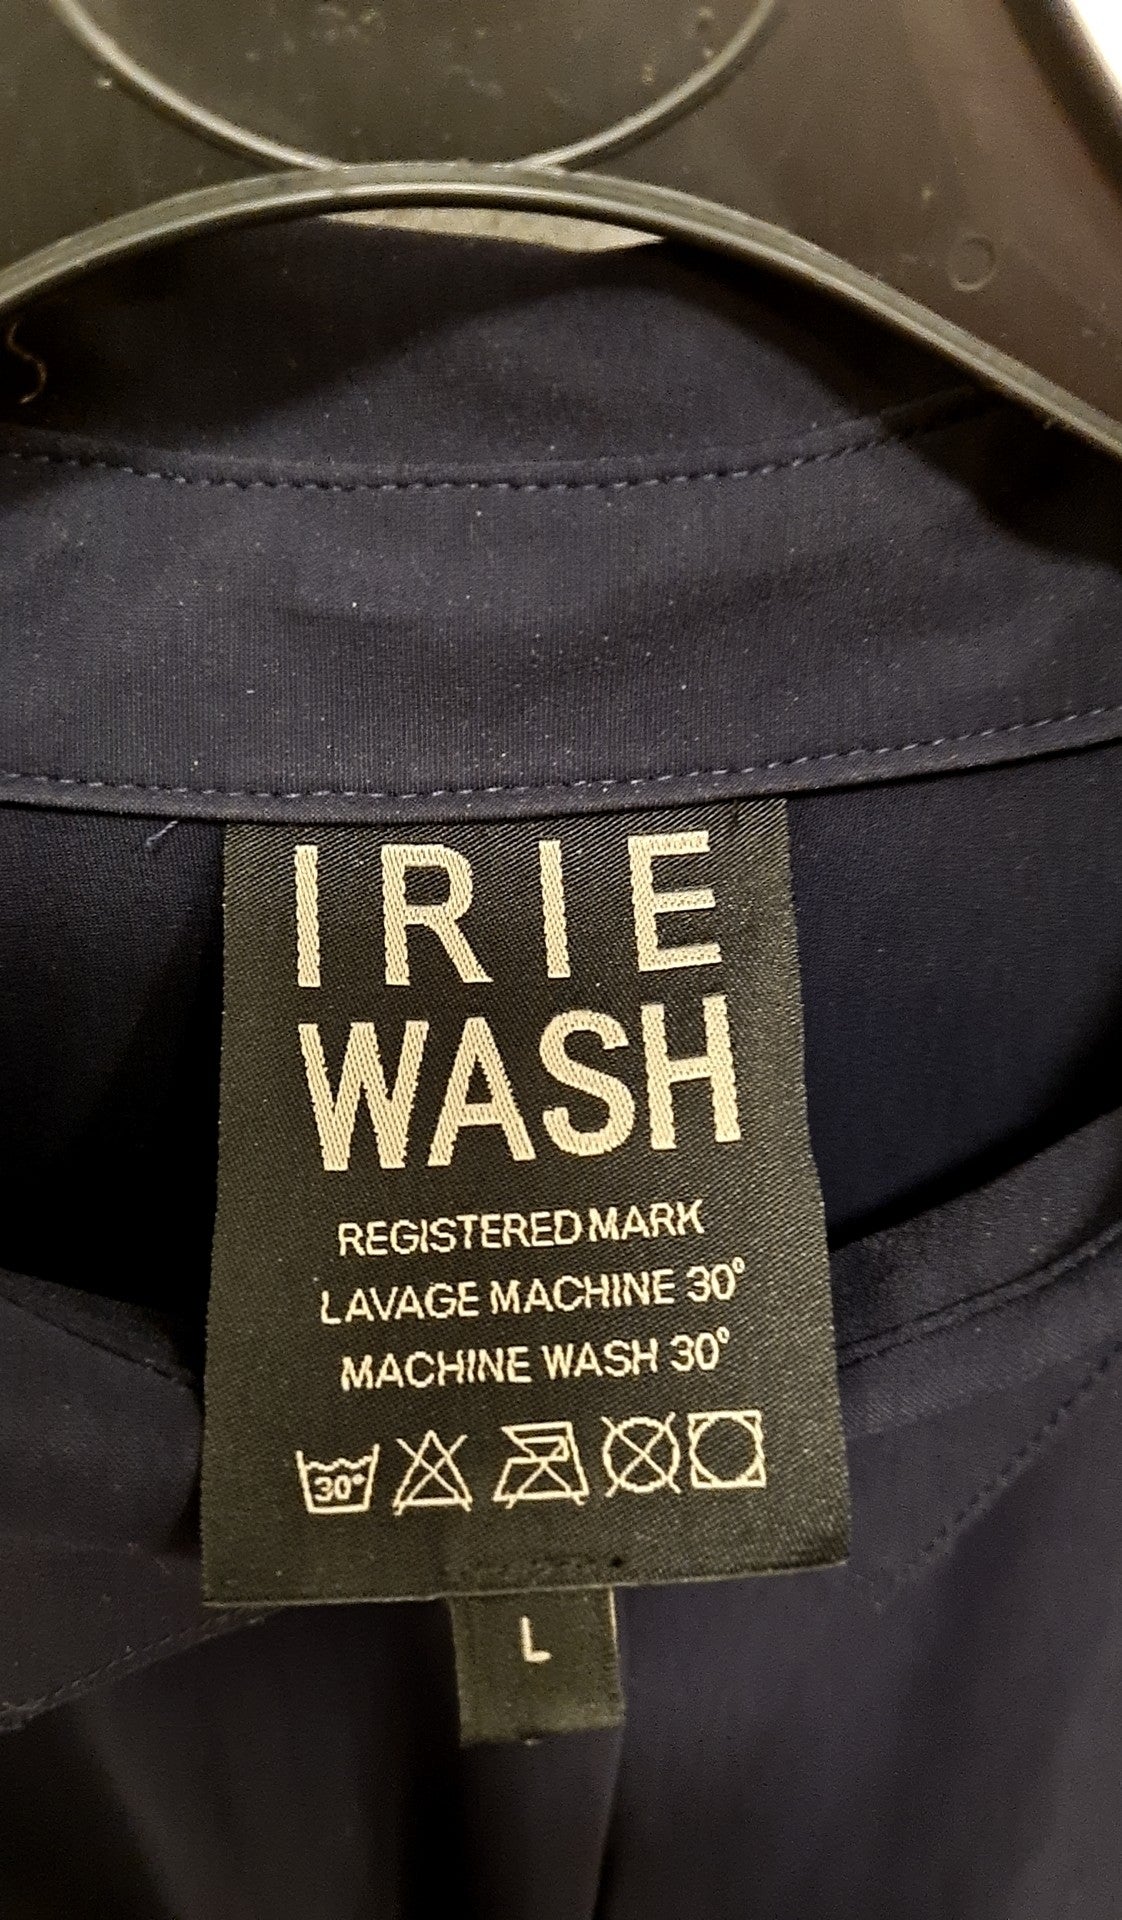 IRIE
WASH
REGISTERED MARK
LAVAGE MACHINE 30°
MACHINE WASH 30°
30°
L